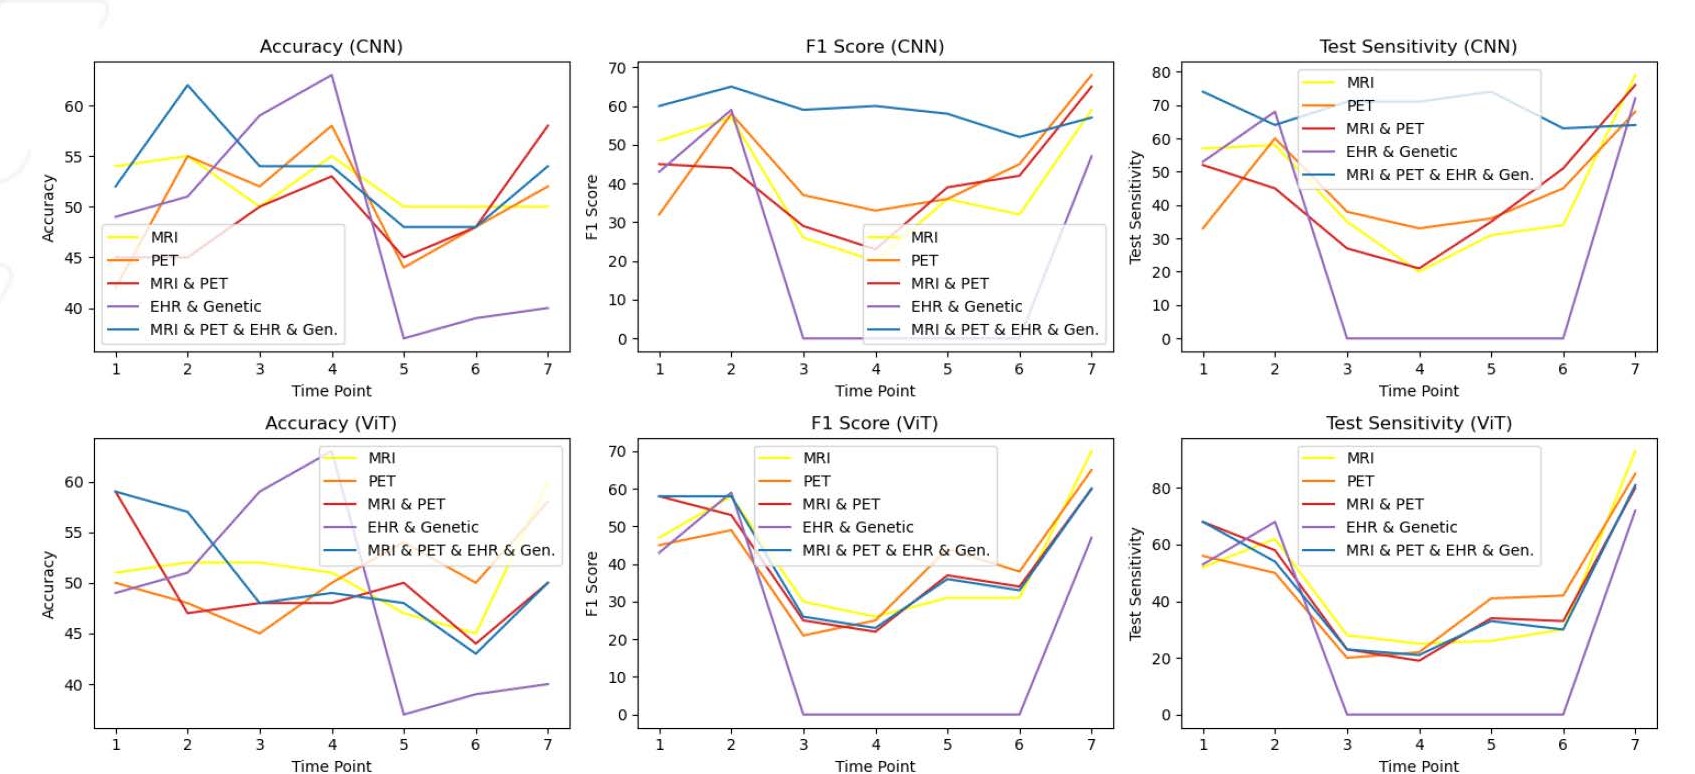 Accuracy (CNN)
60
55
50
45
40
Accuracy
MRI
PET
MRI & PET
EHR & Genetic
MRI & PET & EHR & Gen.
1 2 3 4 5 6 7
Time Point
F1 Score (CNN)
70
60
50
40
30
20
10
0
F1 Score
MRI
PET
MRI & PET
EHR & Genetic
MRI & PET & EHR & Gen.
1 2 3 4 5 6 7
Time Point
Test Sensitivity (CNN)
80
70
60
50
40
30
20
10
0
Test Sensitivity
MRI
PET
MRI & PET
EHR & Genetic
MRI & PET & EHR & Gen.
1 2 3 4 5 6 7
Time Point
Accuracy (ViT)
60
55
50
45
40
Accuracy
MRI
PET
MRI & PET
EHR & Genetic
MRI & PET & EHR & Gen.
1 2 3 4 5 6 7
Time Point
F1 Score (ViT)
70
60
50
40
30
20
10
0
F1 Score
MRI
PET
MRI & PET
EHR & Genetic
MRI & PET & EHR & Gen.
1 2 3 4 5 6 7
Time Point
Test Sensitivity (ViT)
80
60
40
20
0
Test Sensitivity
MRI
PET
MRI & PET
EHR & Genetic
MRI & PET & EHR & Gen.
1 2 3 4 5 6 7
Time Point